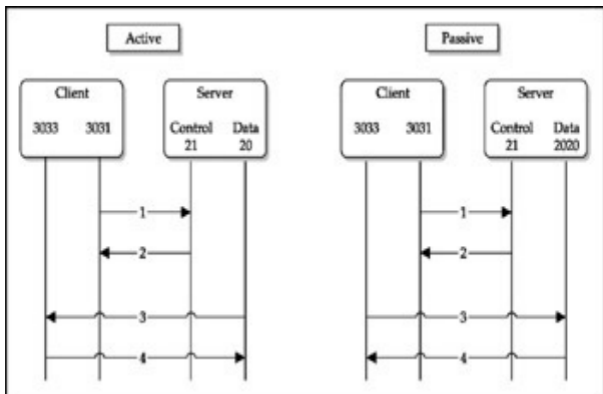 Active
Passive
Client
Server
Client
Server
3033 3031
Control Data
3033 3031
Control Data
21 20
21 2020
1
1
2
2
3
3
4
4